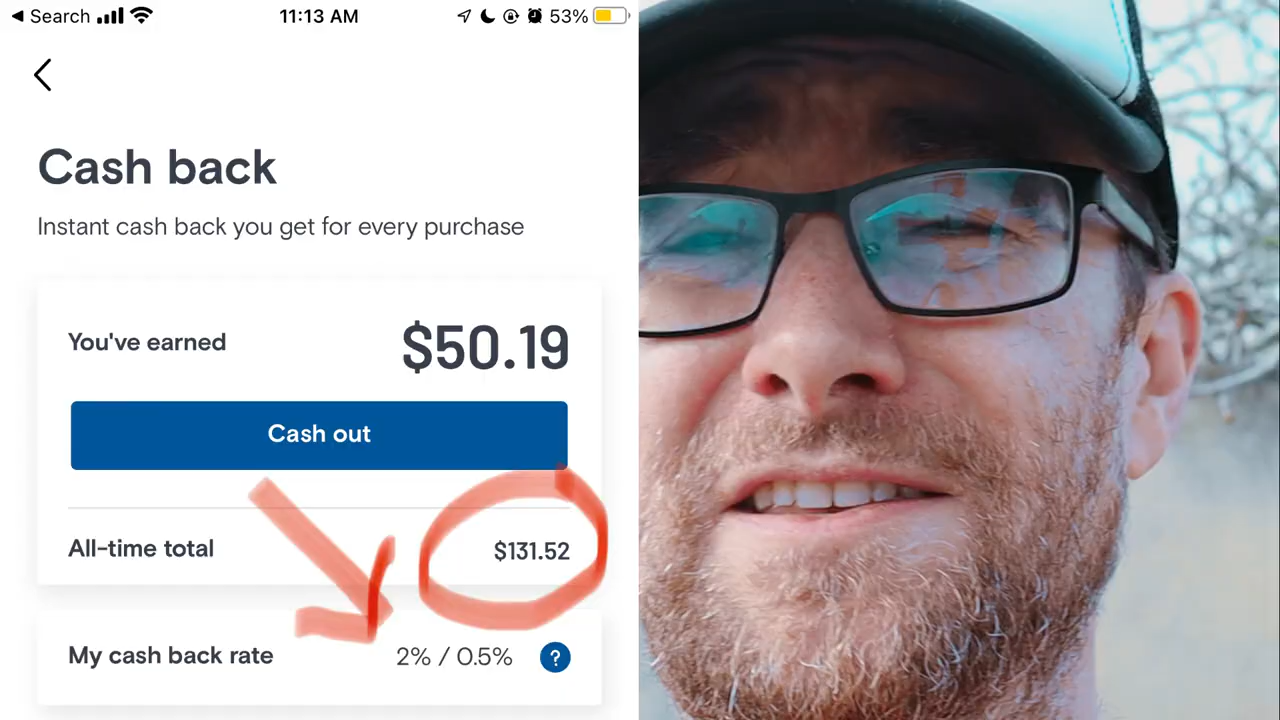 Search
11:13 AM
53%
Cash back
Instant cash back you get for every purchase
You've earned
$50.19
Cash out
All-time total
$131.52
My cash back rate
2% / 0.5%
?